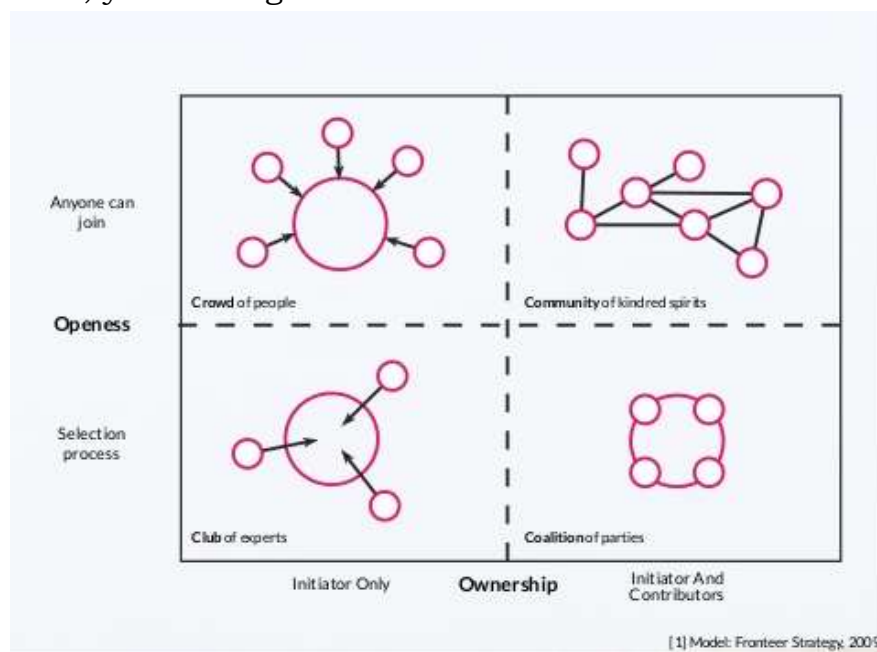 Anyone can
join
Crowd of people
Community of kindred spirits
Openess
Selection
process
Club of experts
Coalition of parties
Initiator Only
Ownership
Initiator And
Contributors
[1] Model: Fronteer Strategy, 2009